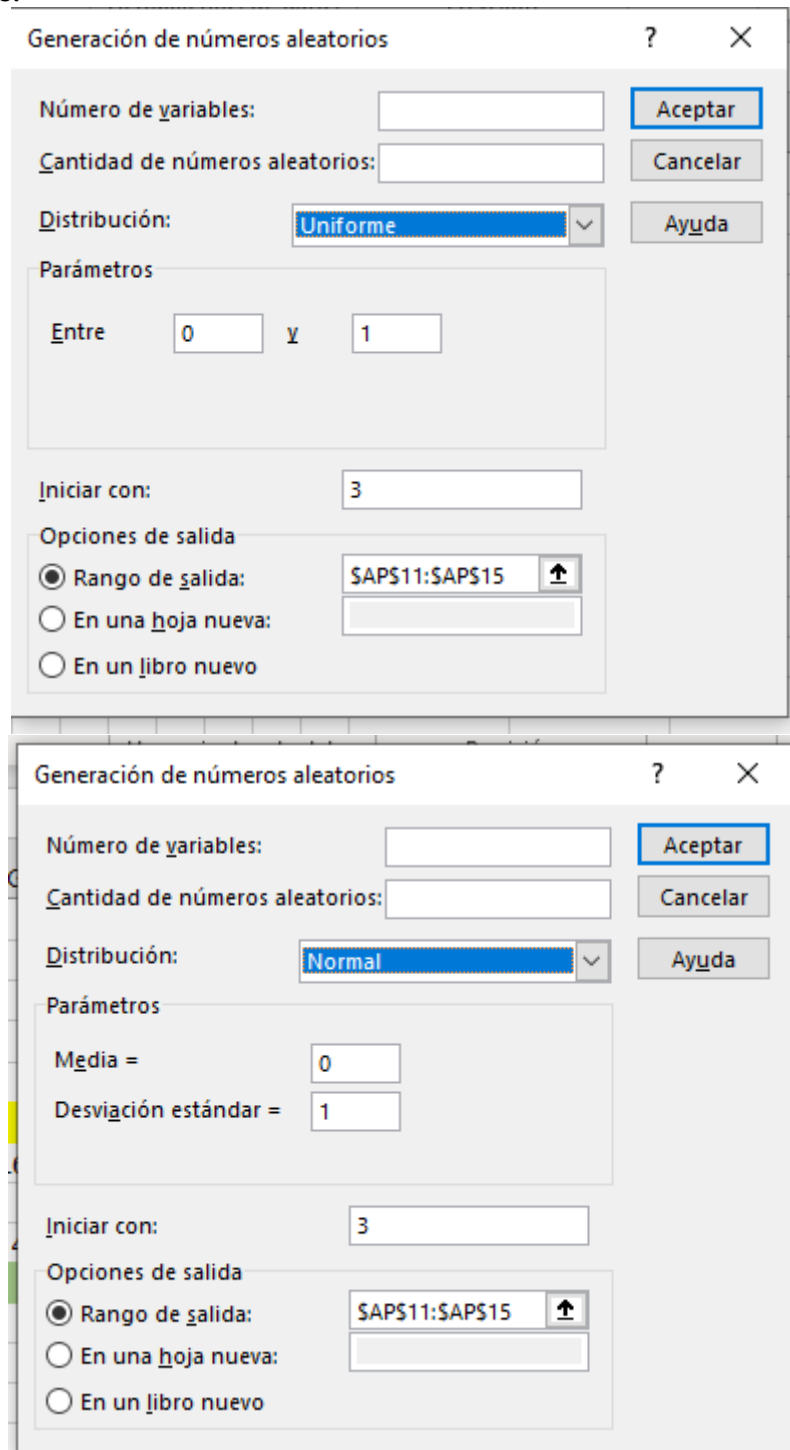 Generación de números aleatorios ? ×
Número de variables: Aceptar
Cantidad de números aleatorios: Cancelar
Distribución: Uniforme Ayuda
Parámetros
Entre 0 y 1
Iniciar con: 3
Opciones de salida
Rango de salida: $AP$11:$AP$15
En una hoja nueva:
En un libro nuevo
Generación de números aleatorios ? ×
Número de variables: Aceptar
Cantidad de números aleatorios: Cancelar
Distribución: Normal Ayuda
Parámetros
Media = 0
Desviación estándar = 1
Iniciar con: 3
Opciones de salida
Rango de salida: $AP$11:$AP$15
En una hoja nueva:
En un libro nuevo